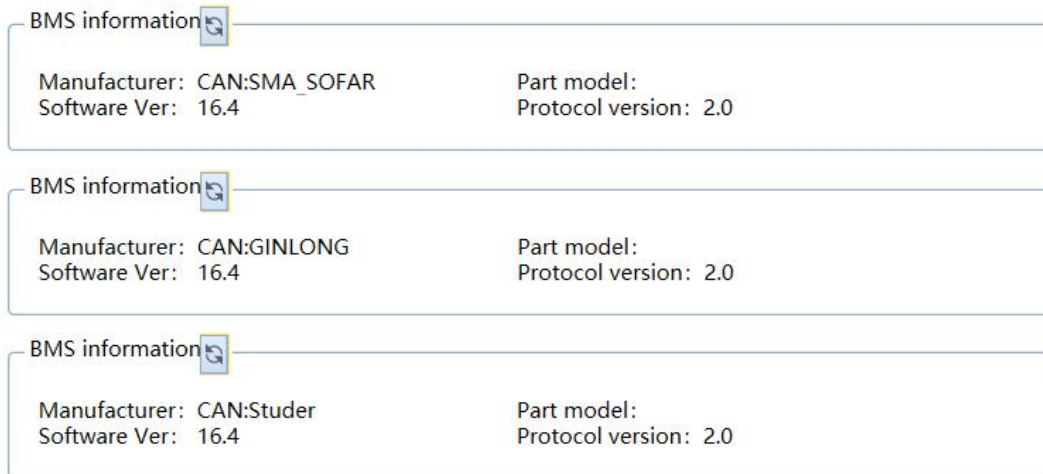 BMS information
Manufacturer: CAN:SMA_SOFAR Part model:
Software Ver: 16.4 Protocol version: 2.0
BMS information
Manufacturer: CAN:GINLONG Part model:
Software Ver: 16.4 Protocol version: 2.0
BMS information
Manufacturer: CAN:Studer Part model:
Software Ver: 16.4 Protocol version: 2.0